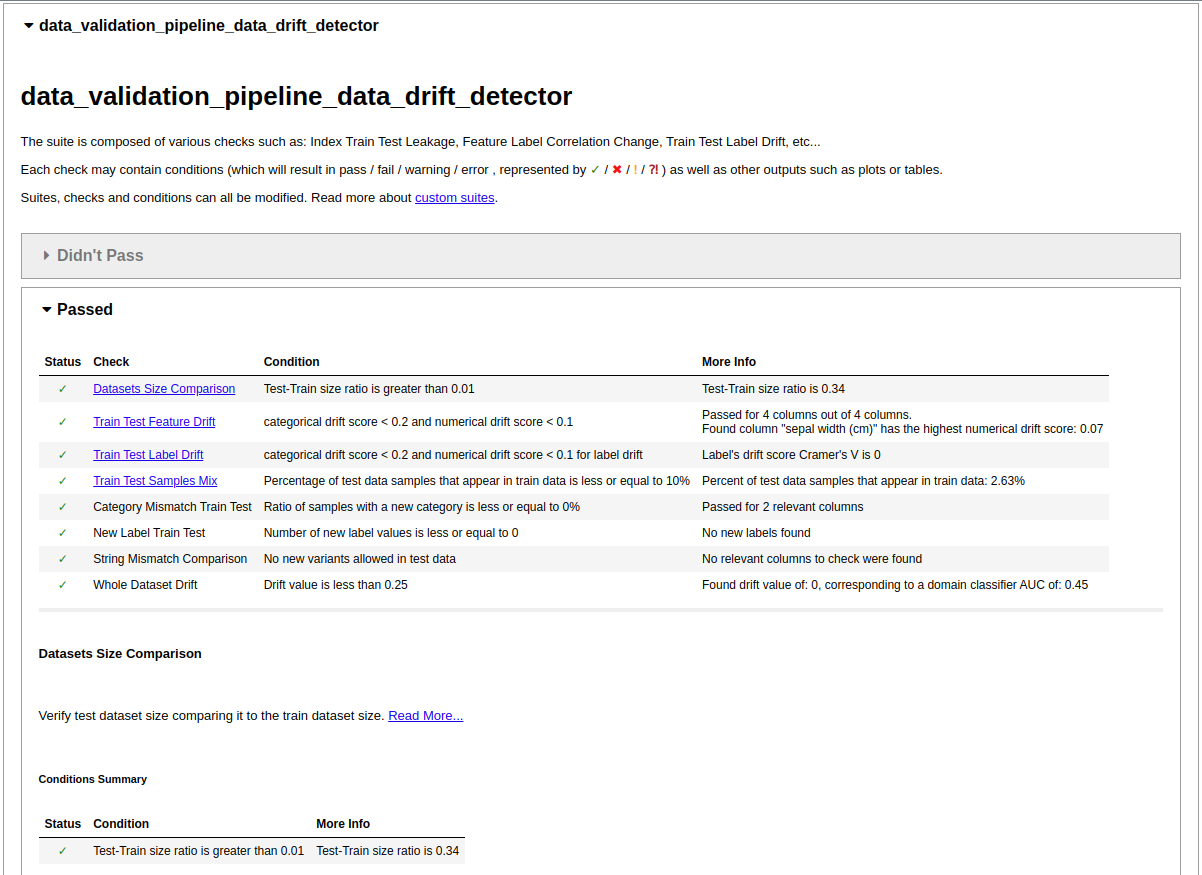 data_validation_pipeline_data_drift_detector
data_validation_pipeline_data_drift_detector
The suite is composed of various checks such as: Index Train Test Leakage, Feature Label Correlation Change, Train Test Label Drift, etc...
Each check may contain conditions (which will result in pass / fail / warning / error , represented by ✓ / ✖ / ! / ⁈ ) as well as other outputs such as plots or tables.
Suites, checks and conditions can all be modified. Read more about custom suites.
Didn't Pass
Passed
Status Check Condition More Info
✓ Datasets Size Comparison Test-Train size ratio is greater than 0.01 Test-Train size ratio is 0.34
✓ Train Test Feature Drift categorical drift score < 0.2 and numerical drift score < 0.1 Passed for 4 columns out of 4 columns.
Found column "sepal width (cm)" has the highest numerical drift score: 0.07
✓ Train Test Label Drift categorical drift score < 0.2 and numerical drift score < 0.1 for label drift Label's drift score Cramer's V is 0
✓ Train Test Samples Mix Percentage of test data samples that appear in train data is less or equal to 10% Percent of test data samples that appear in train data: 2.63%
✓ Category Mismatch Train Test Ratio of samples with a new category is less or equal to 0% Passed for 2 relevant columns
✓ New Label Train Test Number of new label values is less or equal to 0 No new labels found
✓ String Mismatch Comparison No new variants allowed in test data No relevant columns to check were found
✓ Whole Dataset Drift Drift value is less than 0.25 Found drift value of: 0, corresponding to a domain classifier AUC of: 0.45
Datasets Size Comparison
Verify test dataset size comparing it to the train dataset size. Read More...
Conditions Summary
Status Condition More Info
✓ Test-Train size ratio is greater than 0.01 Test-Train size ratio is 0.34